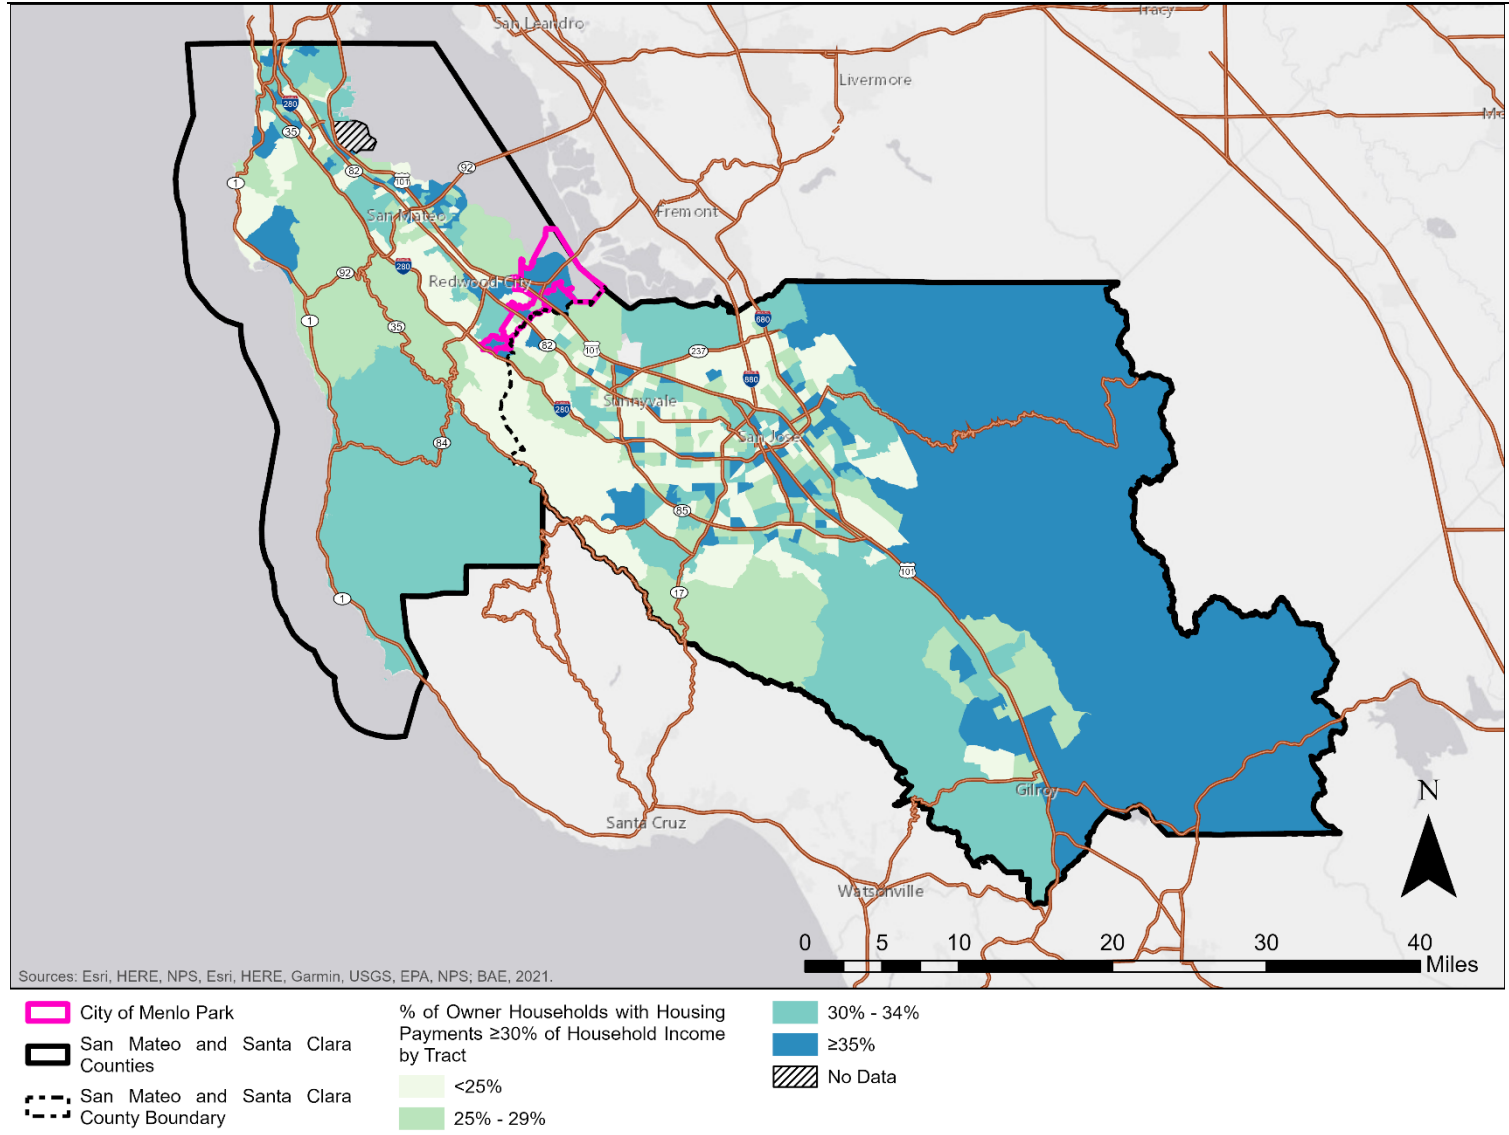 San Leandro
Tracy
Livermore
280
35
92
1
82
101
San Mateo
Fremont
280
92
Redwood City
1
35
680
82
101
237
880
280
Sunnyvale
San Jose
84
85
101
17
1
Gilroy
Santa Cruz
Watsonville
N
0 5 10 20 30 40
Miles
Sources: Esri, HERE, NPS, Esri, HERE, Garmin, USGS, EPA, NPS; BAE, 2021.
City of Menlo Park
San Mateo and Santa Clara
Counties
San Mateo and Santa Clara
County Boundary
% of Owner Households with Housing
Payments ≥30% of Household Income
by Tract
<25%
25% - 29%
30% - 34%
≥35%
No Data